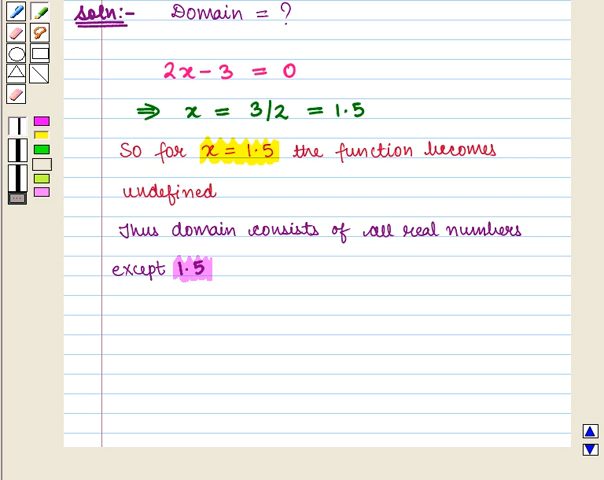 Soln:- Domain = ?
2x - 3 = 0
⇒ x = 3/2 = 1.5
So for x = 1.5 the function becomes
undefined
Thus domain consists of all real numbers
except 1.5